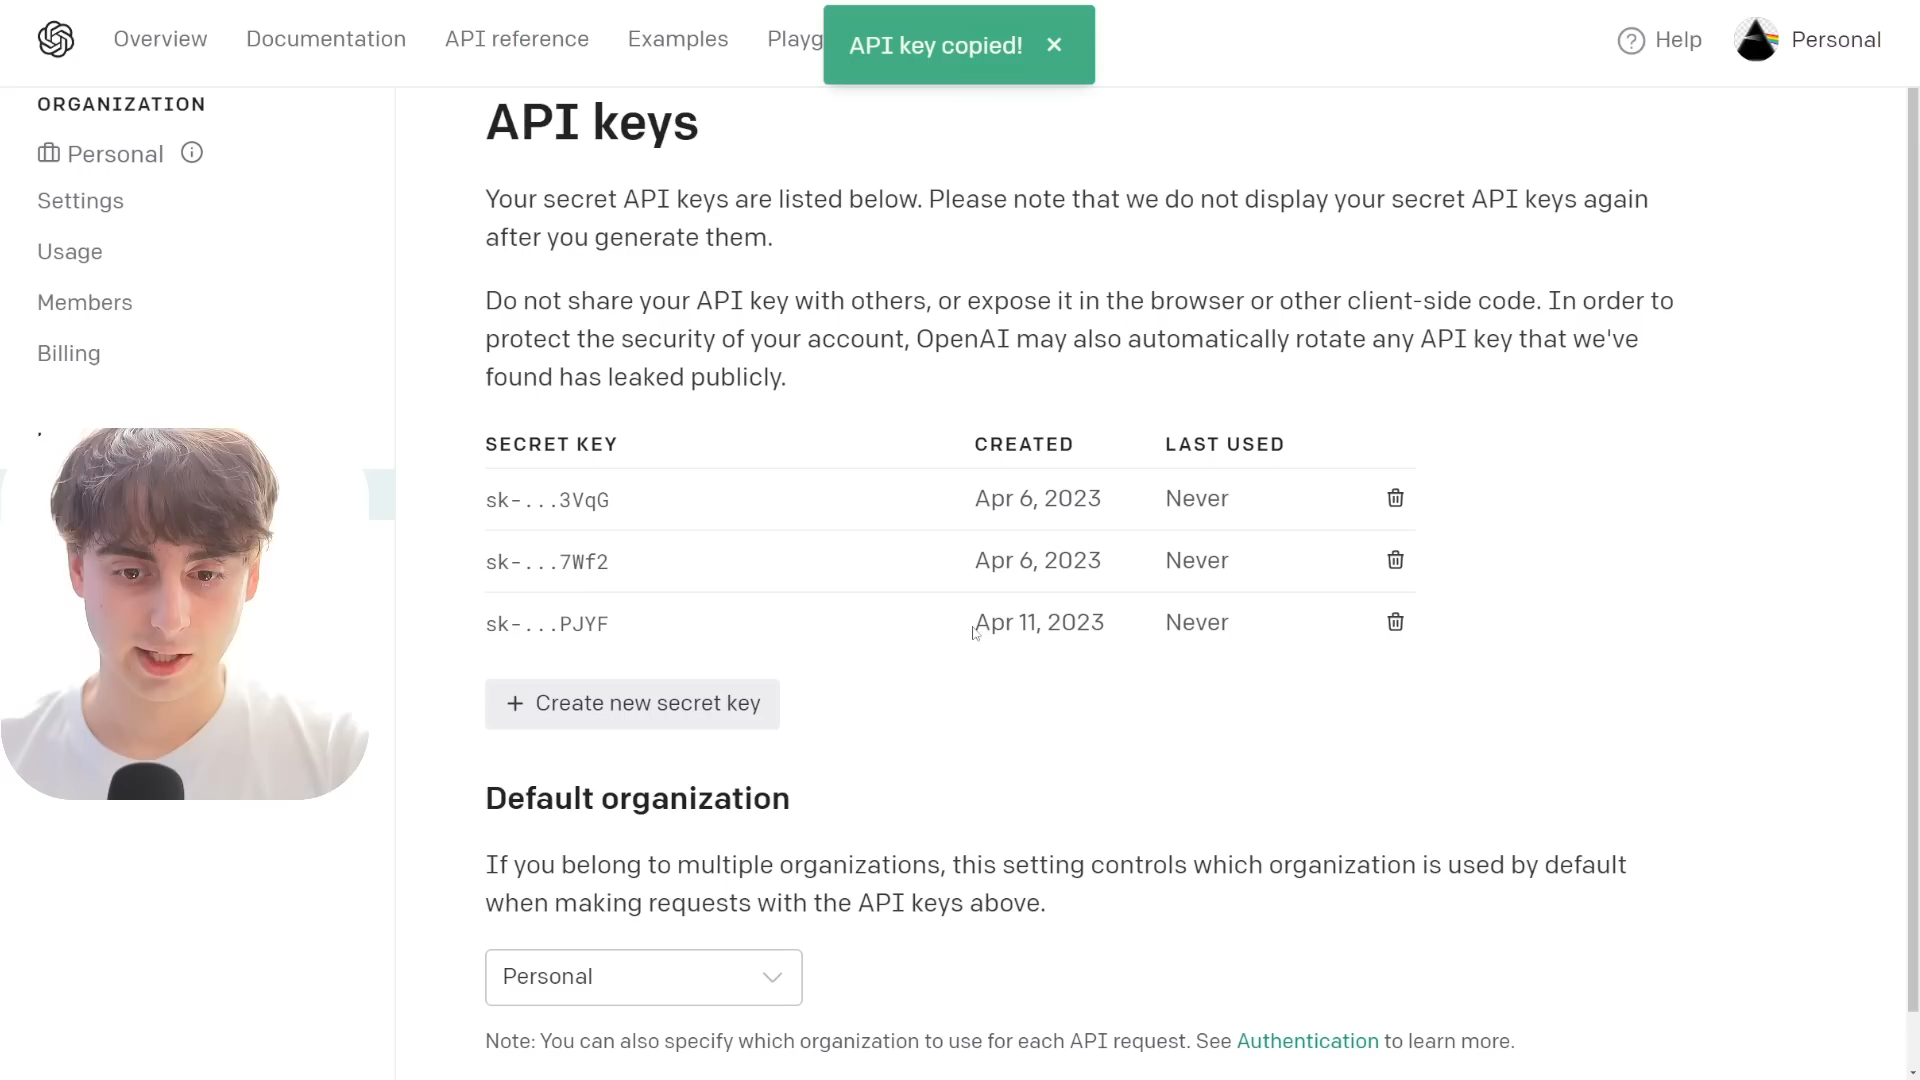 Overview Documentation API reference Examples Playg
API key copied! ×
Help Personal
ORGANIZATION
Personal
Settings
Usage
Members
Billing
API keys
Your secret API keys are listed below. Please note that we do not display your secret API keys again
after you generate them.
Do not share your API key with others, or expose it in the browser or other client-side code. In order to
protect the security of your account, OpenAI may also automatically rotate any API key that we've
found has leaked publicly.
SECRET KEY CREATED LAST USED
sk-...3VqG Apr 6, 2023 Never
sk-...7Wf2 Apr 6, 2023 Never
sk-...PJYF Apr 11, 2023 Never
+ Create new secret key
Default organization
If you belong to multiple organizations, this setting controls which organization is used by default
when making requests with the API keys above.
Personal
Note: You can also specify which organization to use for each API request. See Authentication to learn more.